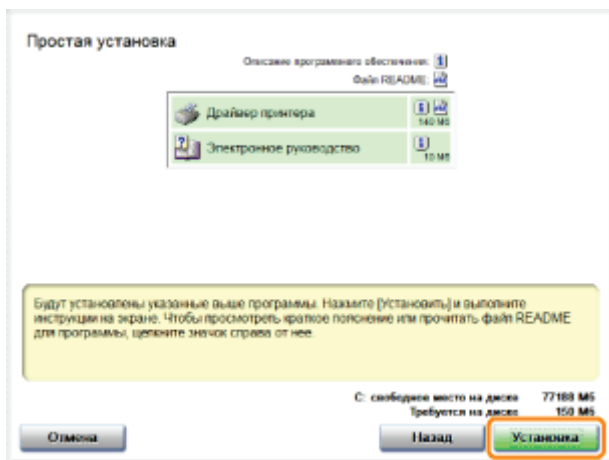 Простая установка
Описание программного обеспечения:
Файл README:
Драйвер принтера
140 Мб
Электронное руководство
10 Мб
Будут установлены указанные выше программы. Нажмите [Установить] и выполните
инструкции на экране. Чтобы просмотреть краткое пояснение или прочитать файл README
для программы, щелкните значок справа от нее.
C: свободное место на диске 77188 Мб
Требуется на диске 150 Мб
Отмена Назад Установка